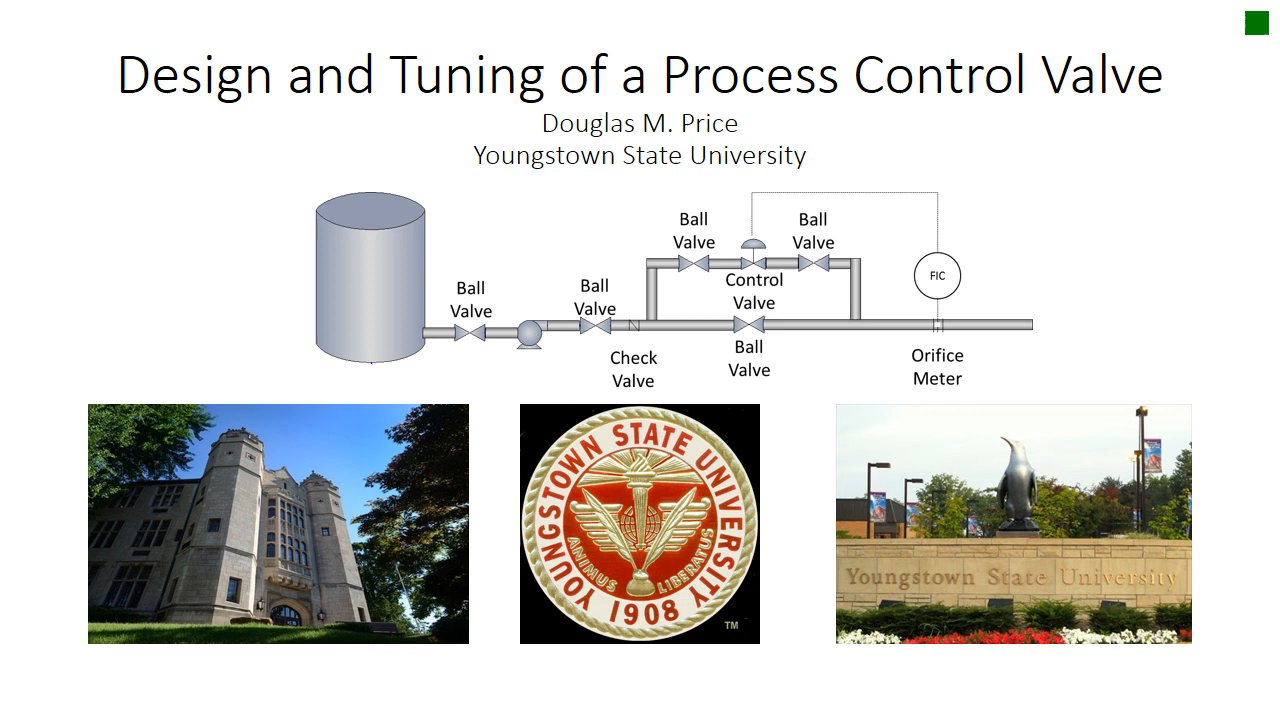 Design and Tuning of a Process Control Valve
Douglas M. Price
Youngstown State University
Ball
Valve
Ball
Valve
Ball
Valve
Ball
Valve
Control
Valve
FIC
Check
Valve
Ball
Valve
Orifice
Meter
YOUNGSTOWN STATE UNIVERSITY
ANIMUS LIBERATUS
1908
TM
Youngstown State University